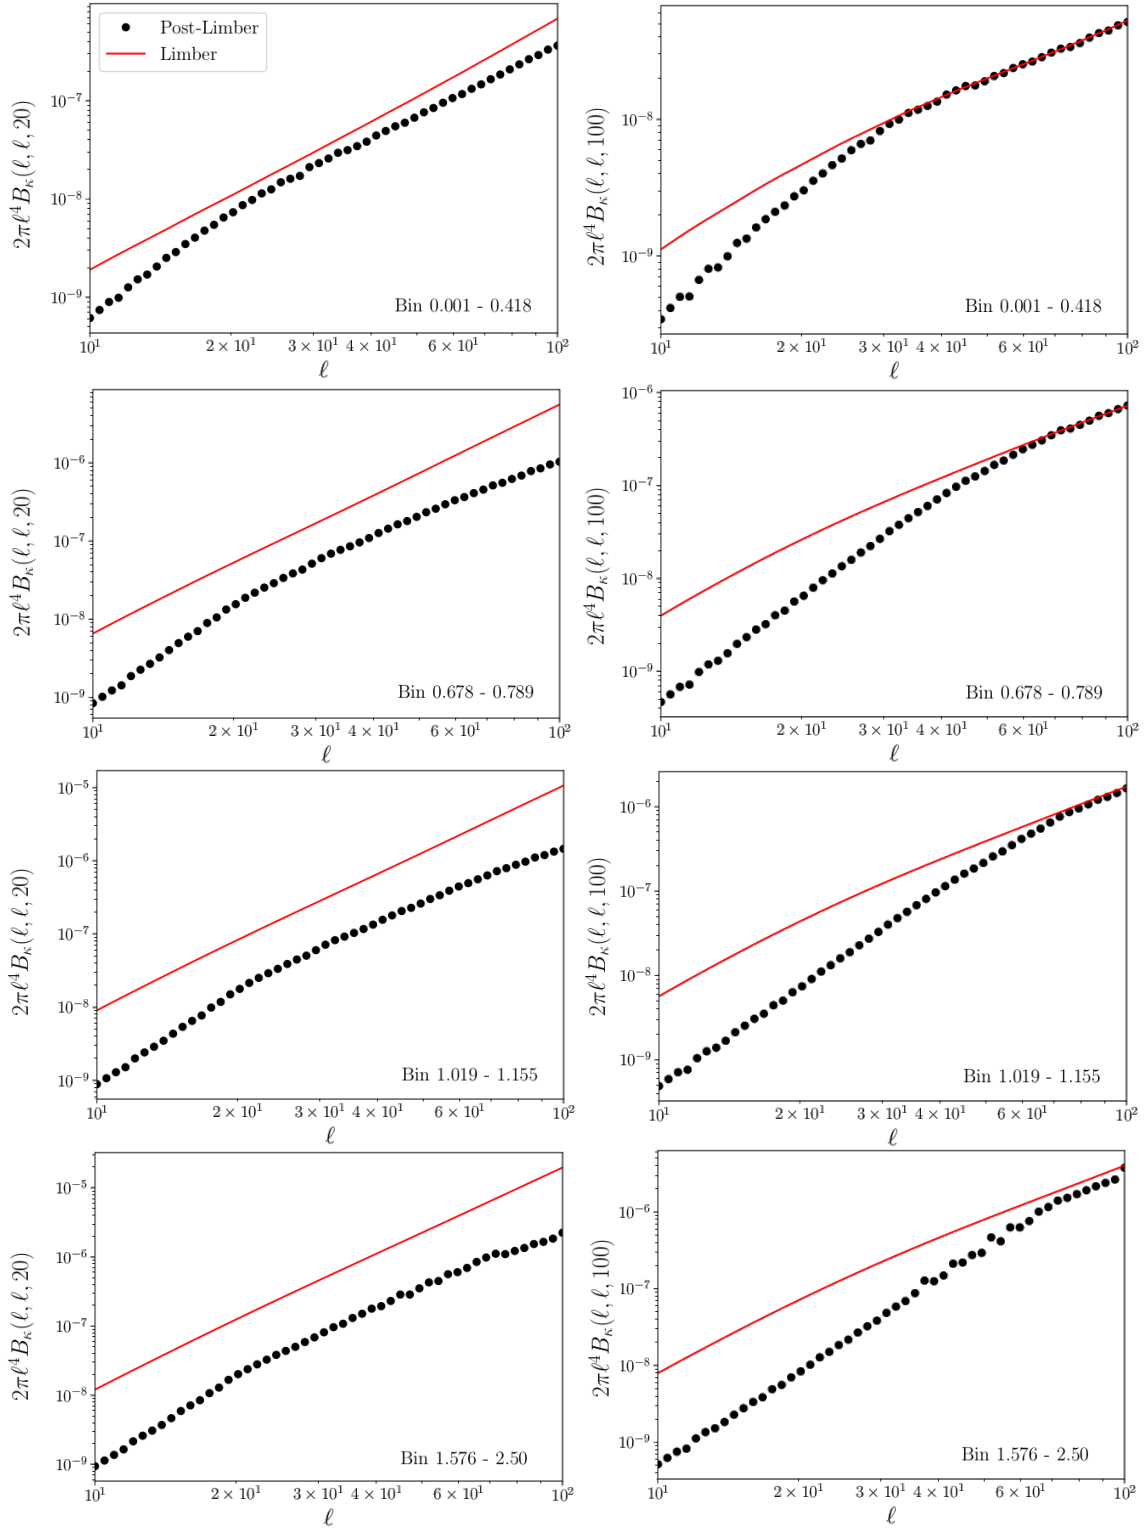 Post-Limber
Limber
2πℓ⁴B_κ(ℓ, ℓ, 20)
10⁻⁷
10⁻⁸
10⁻⁹
Bin 0.001 - 0.418
10¹ 2 × 10¹ 3 × 10¹ 4 × 10¹ 6 × 10¹ 10²
ℓ
2πℓ⁴B_κ(ℓ, ℓ, 100)
10⁻⁸
10⁻⁹
Bin 0.001 - 0.418
10¹ 2 × 10¹ 3 × 10¹ 4 × 10¹ 6 × 10¹ 10²
ℓ
2πℓ⁴B_κ(ℓ, ℓ, 20)
10⁻⁶
10⁻⁷
10⁻⁸
10⁻⁹
Bin 0.678 - 0.789
10¹ 2 × 10¹ 3 × 10¹ 4 × 10¹ 6 × 10¹ 10²
ℓ
2πℓ⁴B_κ(ℓ, ℓ, 100)
10⁻⁶
10⁻⁷
10⁻⁸
10⁻⁹
Bin 0.678 - 0.789
10¹ 2 × 10¹ 3 × 10¹ 4 × 10¹ 6 × 10¹ 10²
ℓ
2πℓ⁴B_κ(ℓ, ℓ, 20)
10⁻⁵
10⁻⁶
10⁻⁷
10⁻⁸
10⁻⁹
Bin 1.019 - 1.155
10¹ 2 × 10¹ 3 × 10¹ 4 × 10¹ 6 × 10¹ 10²
ℓ
2πℓ⁴B_κ(ℓ, ℓ, 100)
10⁻⁶
10⁻⁷
10⁻⁸
10⁻⁹
Bin 1.019 - 1.155
10¹ 2 × 10¹ 3 × 10¹ 4 × 10¹ 6 × 10¹ 10²
ℓ
2πℓ⁴B_κ(ℓ, ℓ, 20)
10⁻⁵
10⁻⁶
10⁻⁷
10⁻⁸
10⁻⁹
Bin 1.576 - 2.50
10¹ 2 × 10¹ 3 × 10¹ 4 × 10¹ 6 × 10¹ 10²
ℓ
2πℓ⁴B_κ(ℓ, ℓ, 100)
10⁻⁶
10⁻⁷
10⁻⁸
10⁻⁹
Bin 1.576 - 2.50
10¹ 2 × 10¹ 3 × 10¹ 4 × 10¹ 6 × 10¹ 10²
ℓ